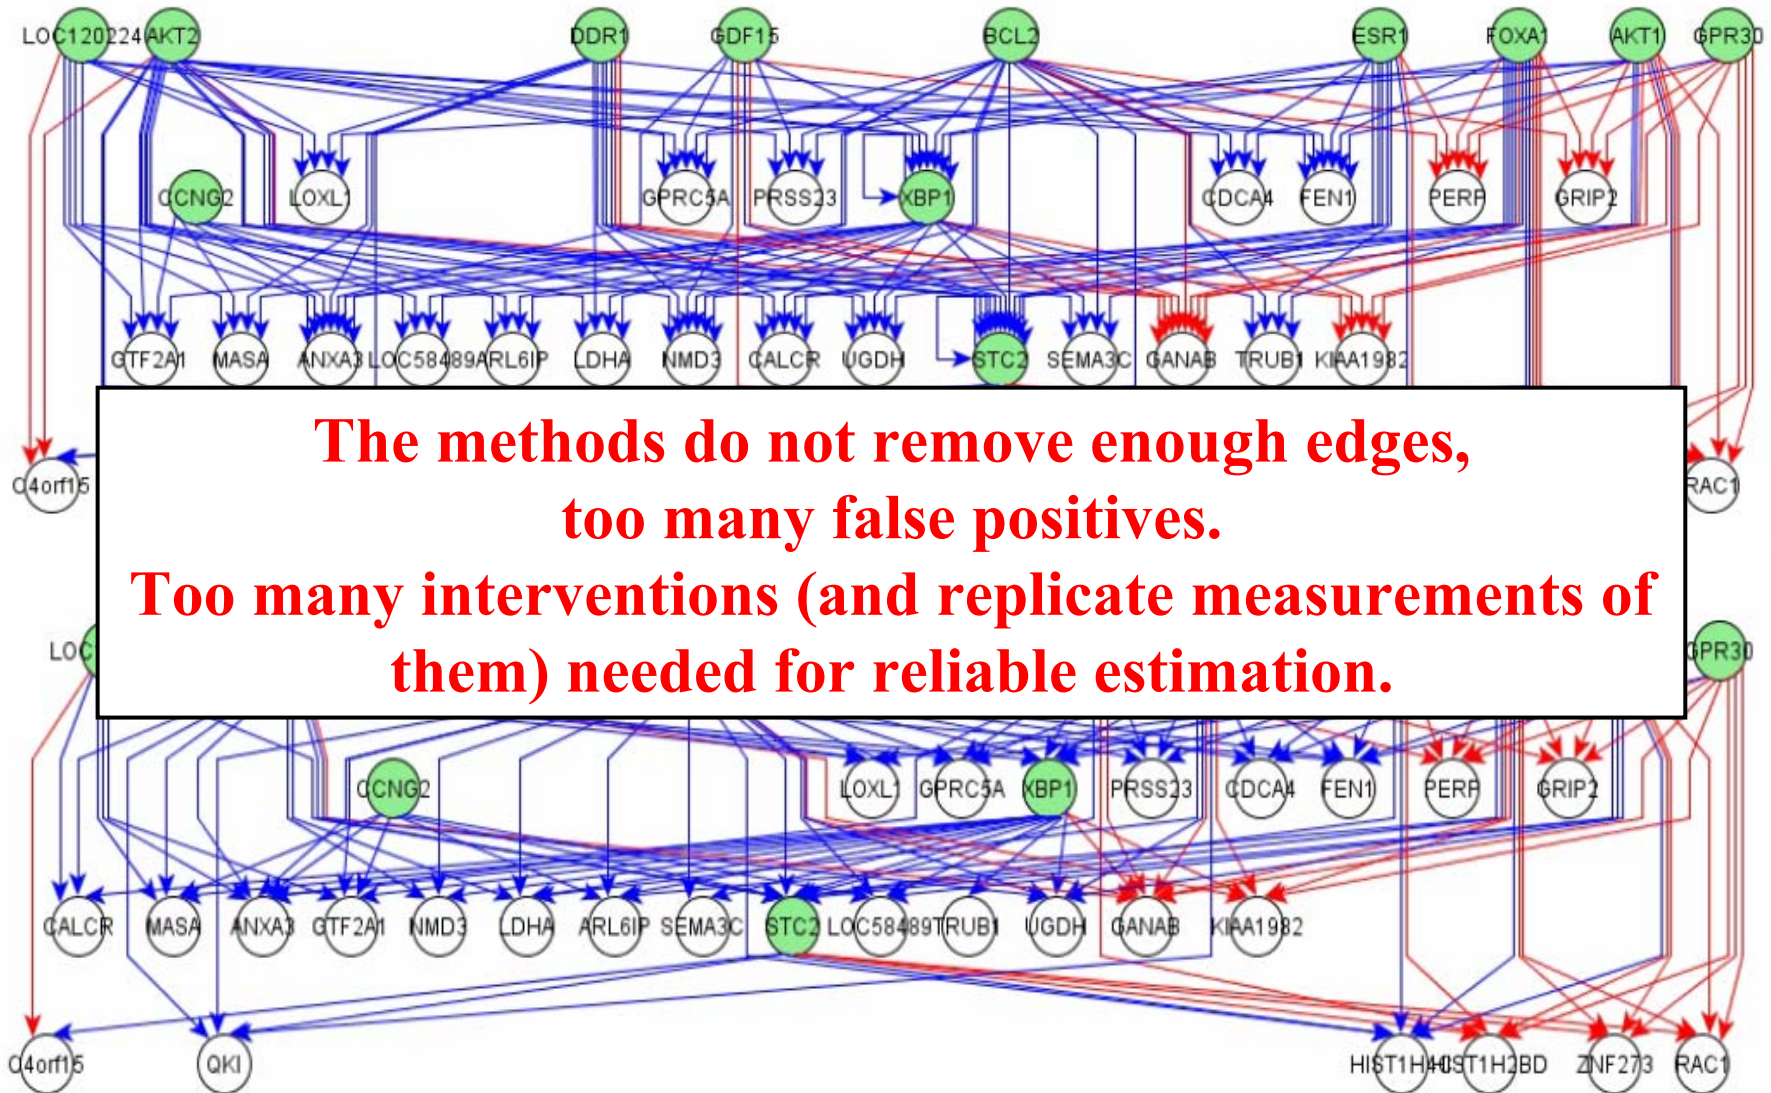 LOC120224 AKT2 DDR1 GDF15 BCL2 ESR1 FOXA1 AKT1 GPR30
CCNG2 LOXL1 GPRC5A PRSS23 XBP1 CDCA4 FEN1 PERP GRIP2
GTF2A1 MASA ANXA3 LOC58489 ARL6IP LDHA NMD3 CALCR UGDH STC2 SEMA3C GANAB TRUB1 KIAA1982
The methods do not remove enough edges,
C4orf15 RAC1
too many false positives.
Too many interventions (and replicate measurements of
LOC GPR30
them) needed for reliable estimation.
CCNG2 LOXL1 GPRC5A XBP1 PRSS23 CDCA4 FEN1 PERP GRIP2
CALCR MASA ANXA3 GTF2A1 NMD3 LDHA ARL6IP SEMA3C STC2 LOC58489 TRUB1 UGDH GANAB KIAA1982
C4orf15 QKI HIST1H4 ST1H2BD ZNF273 RAC1